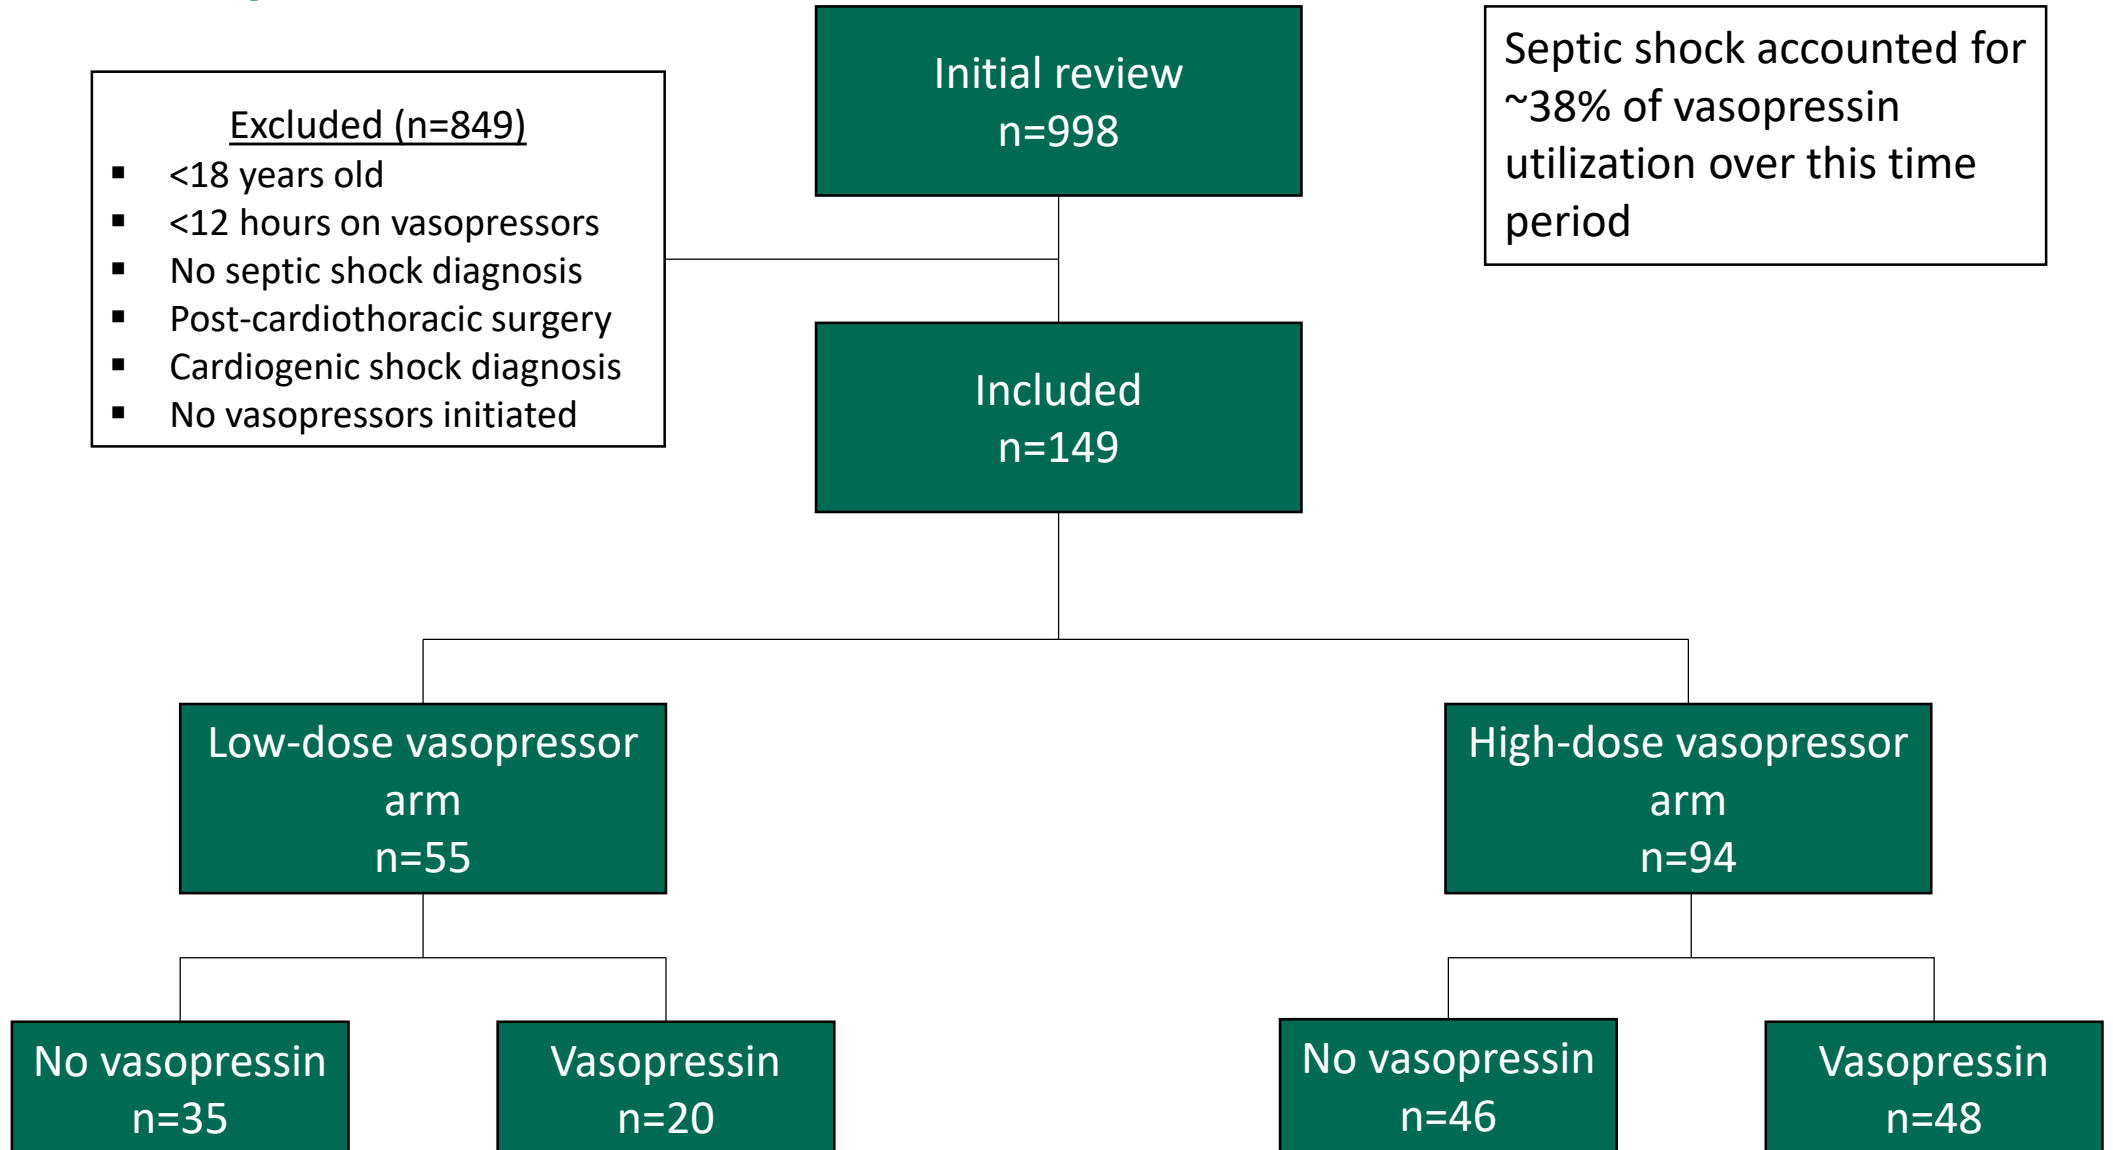 Initial review
n=998
Septic shock accounted for
~38% of vasopressin
utilization over this time
period
Excluded (n=849)
▪ <18 years old
▪ <12 hours on vasopressors
▪ No septic shock diagnosis
▪ Post-cardiothoracic surgery
▪ Cardiogenic shock diagnosis
▪ No vasopressors initiated
Included
n=149
Low-dose vasopressor
arm
n=55
High-dose vasopressor
arm
n=94
No vasopressin
n=35
Vasopressin
n=20
No vasopressin
n=46
Vasopressin
n=48